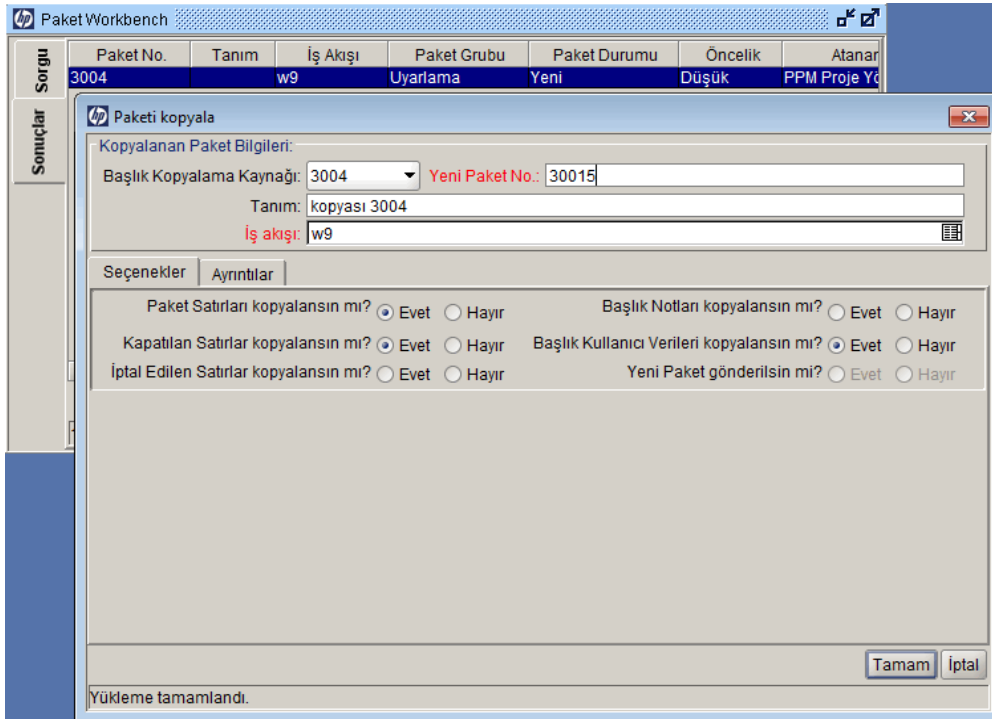 hp Paket Workbench
Sorgu
Sonuçlar
Paket No. Tanım İş Akışı Paket Grubu Paket Durumu Öncelik Atanan
3004 w9 Uyarlama Yeni Düşük PPM Proje Yö
hp Paketi kopyala
Kopyalanan Paket Bilgileri:
Başlık Kopyalama Kaynağı: 3004 Yeni Paket No.: 30015
Tanım: kopyası 3004
İş akışı: w9
Seçenekler Ayrıntılar
Paket Satırları kopyalansın mı? Evet Hayır Başlık Notları kopyalansın mı? Evet Hayır
Kapatılan Satırlar kopyalansın mı? Evet Hayır Başlık Kullanıcı Verileri kopyalansın mı? Evet Hayır
İptal Edilen Satırlar kopyalansın mı? Evet Hayır Yeni Paket gönderilsin mi? Evet Hayır
Tamam İptal
Yükleme tamamlandı.